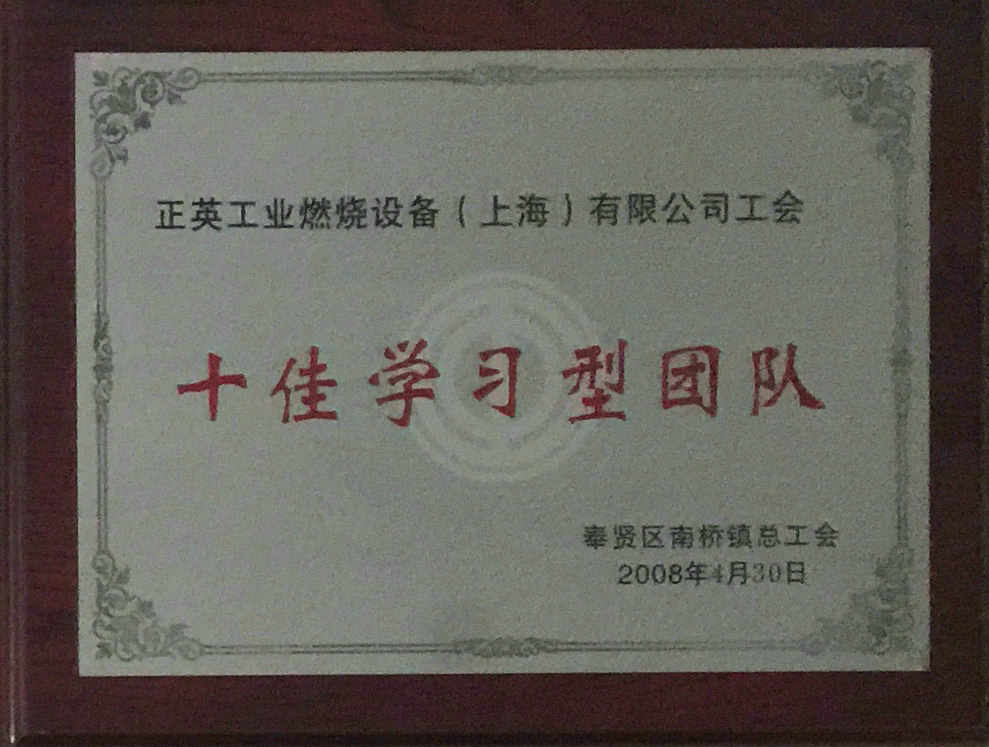 正英工业燃烧设备（上海）有限公司工会
十佳学习型团队
奉贤区南桥镇总工会
2008年4月30日